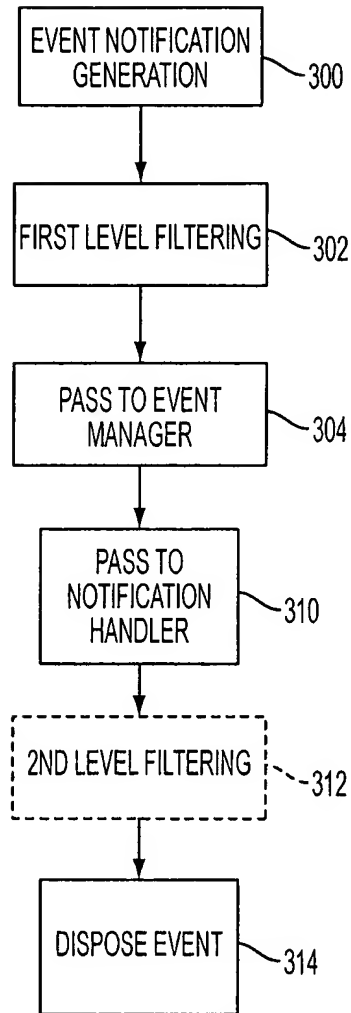 EVENT NOTIFICATION
GENERATION
300
FIRST LEVEL FILTERING
302
PASS TO EVENT
MANAGER
304
PASS TO
NOTIFICATION
HANDLER
310
2ND LEVEL FILTERING
312
DISPOSE EVENT
314